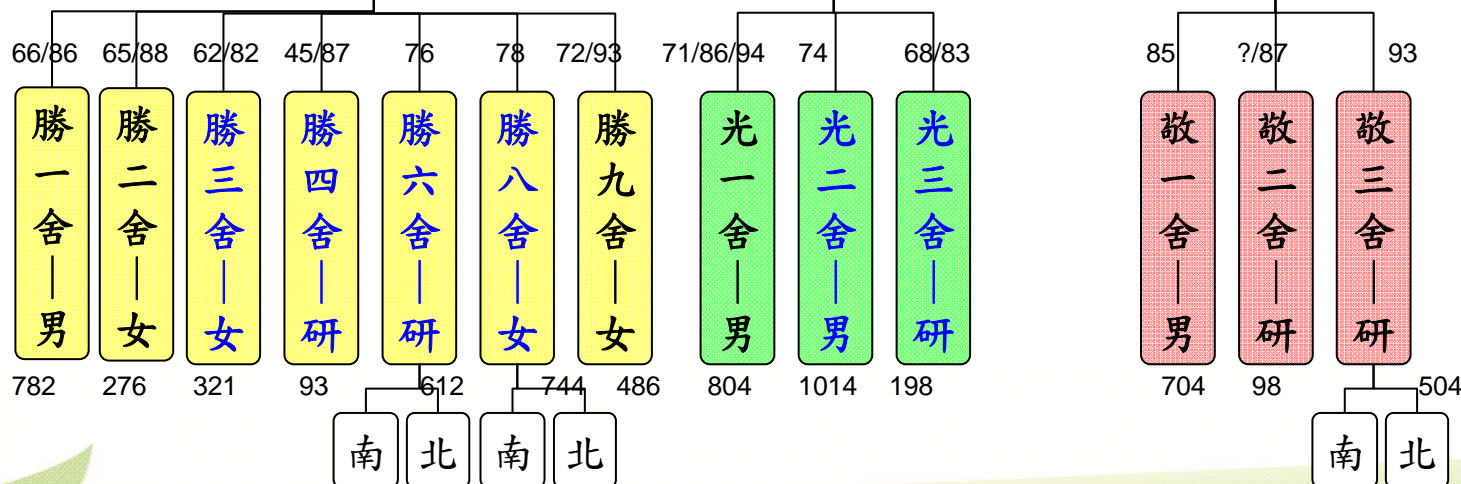 66/86 65/88 62/82 45/87 76 78 72/93 71/86/94 74 68/83 85 ?/87 93
勝一舍—男
勝二舍—女
勝三舍—女
勝四舍—研
勝六舍—研
勝八舍—女
勝九舍—女
光一舍—男
光二舍—男
光三舍—研
敬一舍—男
敬二舍—研
敬三舍—研
782 276 321 93 612 744 486 804 1014 198 704 98 504
南 北 南 北 南 北